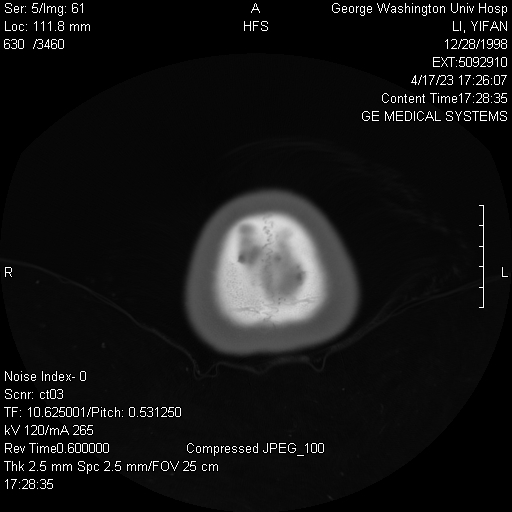 Ser: 5/Img: 61
Loc: 111.8 mm
630 /3460
A
HFS
George Washington Univ Hosp
LI, YIFAN
12/28/1998
EXT:5092910
4/17/23 17:26:07
Content Time17:28:35
GE MEDICAL SYSTEMS
R
L
Noise Index- 0
Scnr: ct03
TF: 10.625001/Pitch: 0.531250
kV 120/mA 265
Rev Time0.600000
Compressed JPEG_100
Thk 2.5 mm Spc 2.5 mm/FOV 25 cm
17:28:35